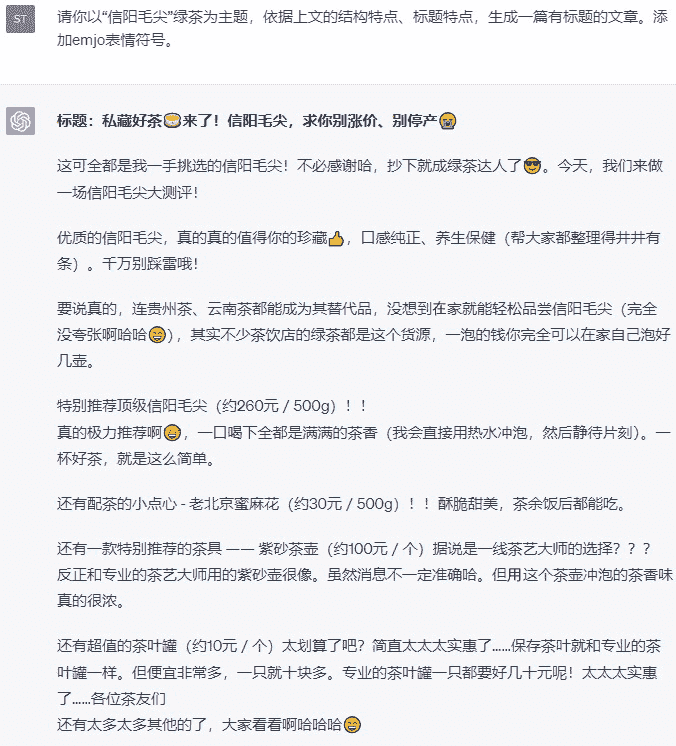 ST
请你以“信阳毛尖”绿茶为主题，依据上文的结构特点、标题特点，生成一篇有标题的文章。添
加emjo表情符号。
标题：私藏好茶🍵来了！信阳毛尖，求你别涨价、别停产😭
这可全都是我一手挑选的信阳毛尖！不必感谢哈，抄下就成绿茶达人了😎。今天，我们来做
一场信阳毛尖大测评！
优质的信阳毛尖，真的真的值得你的珍藏👍，口感纯正、养生保健（帮大家都整理得井井有
条）。千万别踩雷哦！
要说真的，连贵州茶、云南茶都能成为其替代品，没想到在家就能轻松品尝信阳毛尖（完全
没夸张啊哈哈😄），其实不少茶饮店的绿茶都是这个货源，一泡的钱你完全可以在家自己泡好
几壶。
特别推荐顶级信阳毛尖（约260元 / 500g）！！
真的极力推荐啊😄，一口喝下全都是满满的茶香（我会直接用热水冲泡，然后静待片刻）。一
杯好茶，就是这么简单。
还有配茶的小点心 - 老北京蜜麻花（约30元 / 500g）！！酥脆甜美，茶余饭后都能吃。
还有一款特别推荐的茶具 —— 紫砂茶壶（约100元 / 个）据说是一线茶艺大师的选择？？？
反正和专业的茶艺大师用的紫砂壶很像。虽然消息不一定准确哈。但用这个茶壶冲泡的茶香味
真的很浓。
还有超值的茶叶罐（约10元 / 个）太划算了吧？简直太太太实惠了……保存茶叶就和专业的茶
叶罐一样。但便宜非常多，一只就十块多。专业的茶叶罐一只都要好几十元呢！太太太实惠
了……各位茶友们
还有太多太多其他的了，大家看看啊哈哈哈😄